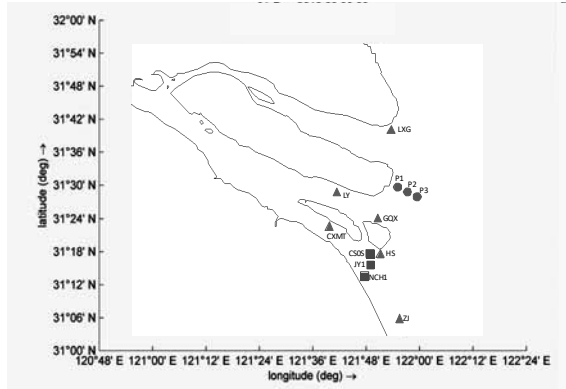 32°00' N
31°54' N
31°48' N
31°42' N
31°36' N
31°30' N
31°24' N
31°18' N
31°12' N
31°06' N
31°00' N
latitude (deg) →
LXG
P1
P2
P3
LY
GQX
CXMT
CS0S
HS
JY1
NCH1
ZJ
120°48' E 121°00' E 121°12' E 121°24' E 121°36' E 121°48' E 122°00' E 122°12' E 122°24' E
longitude (deg) →